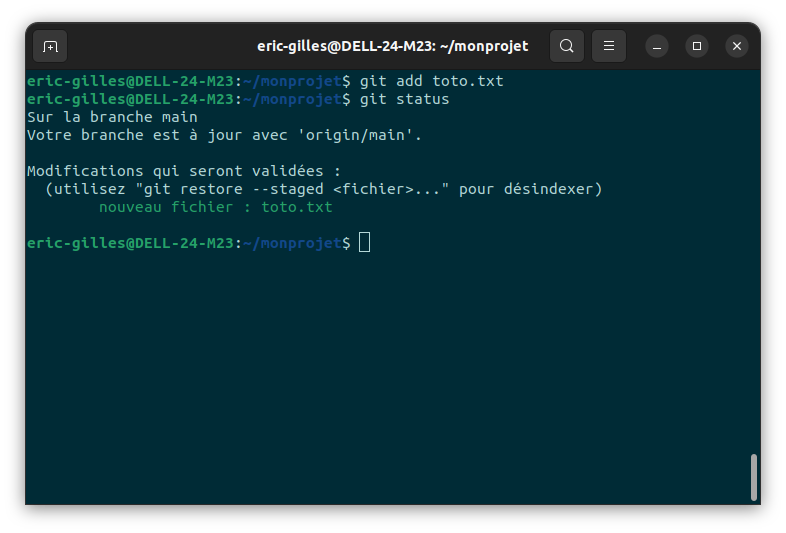 eric-gilles@DELL-24-M23: ~/monprojet
eric-gilles@DELL-24-M23:~/monprojet$ git add toto.txt
eric-gilles@DELL-24-M23:~/monprojet$ git status
Sur la branche main
Votre branche est à jour avec 'origin/main'.
Modifications qui seront validées :
  (utilisez "git restore --staged <fichier>..." pour désindexer)
        nouveau fichier : toto.txt
eric-gilles@DELL-24-M23:~/monprojet$